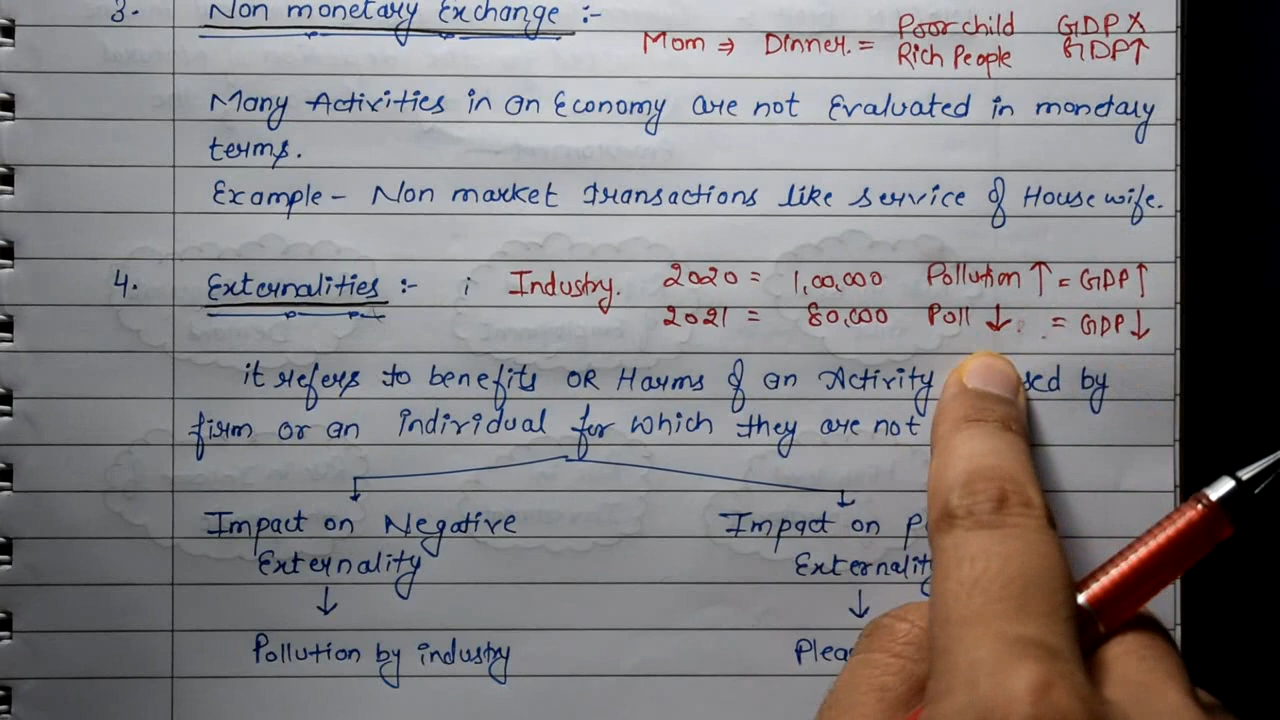 3. Non monetary Exchange :-
Mom ⇒ Dinner. = Poor child GDP X
Rich People GDP↑
Many Activities in an Economy are not Evaluated in monetary
terms.
Example - Non market transactions like service of House wife.
4. Externalities :- ; Industry. 2020 = 1,00,000 Pollution ↑ = GDP↑
2021 = 80,000 Poll ↓ = GDP↓
it refers to benefits OR Harms of an Activity
by
firm or an individual for which they are not
Impact on Negative Impact on
Externality
Pollution by industry